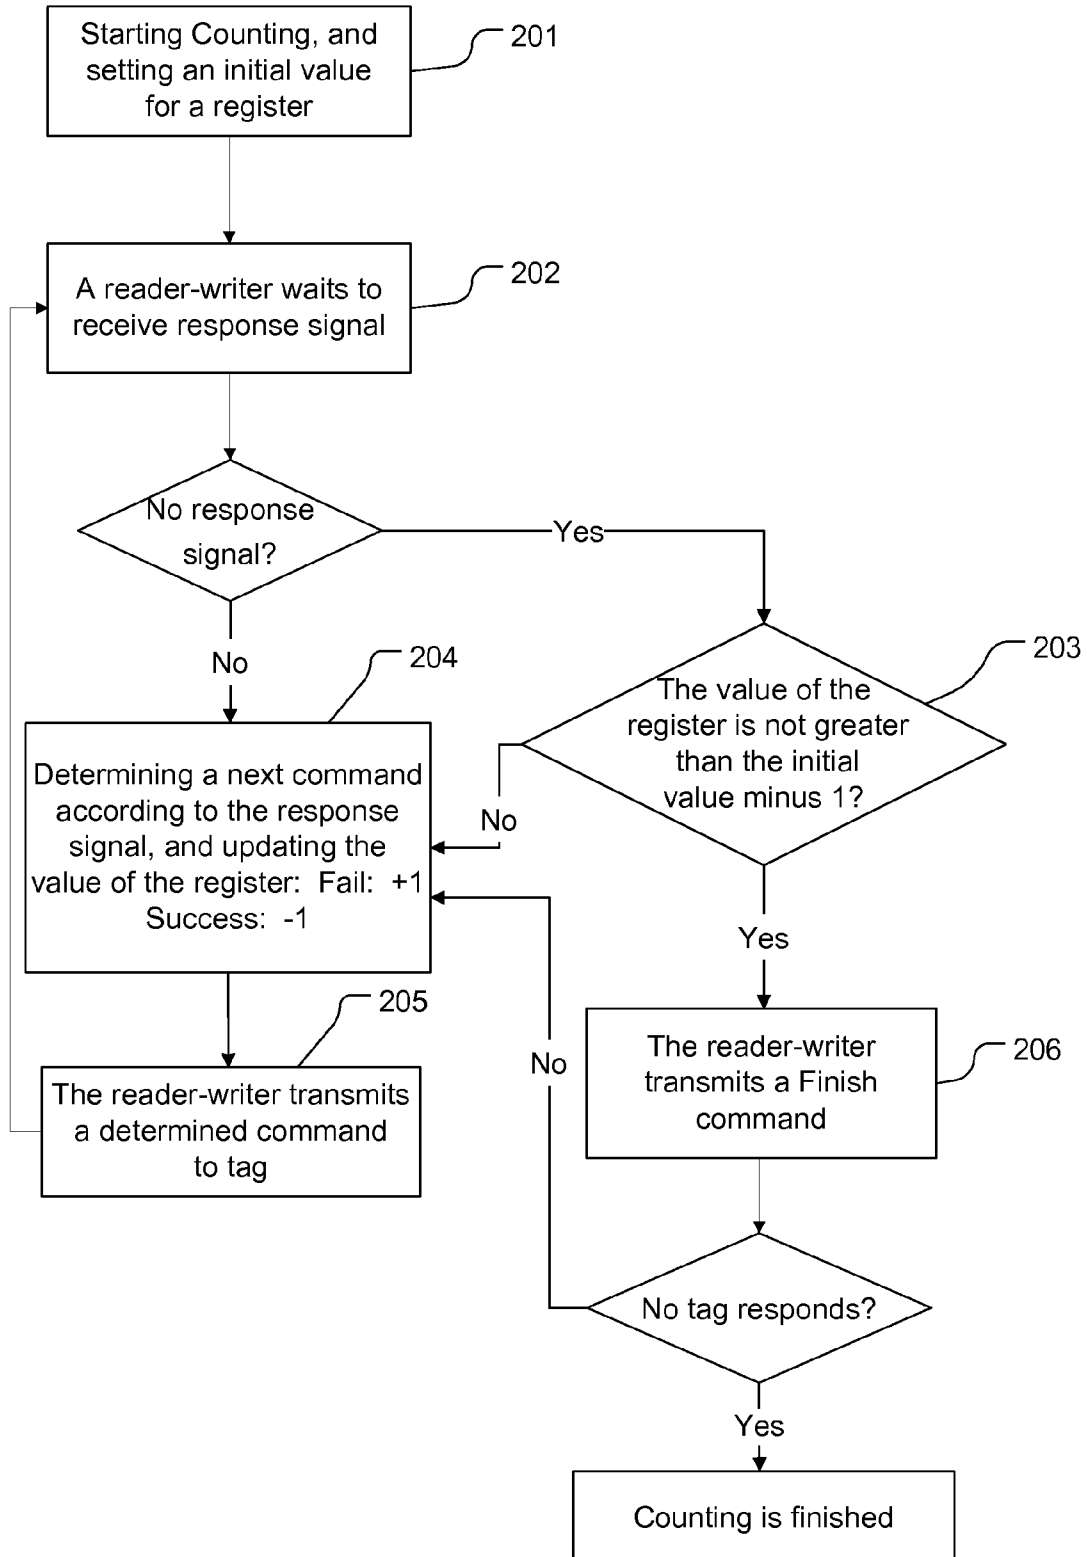 Starting Counting, and
setting an initial value
for a register
201
A reader-writer waits to
receive response signal
202
No response
signal?
Yes
No
204
203
The value of the
register is not greater
than the initial
value minus 1?
Determining a next command
according to the response
signal, and updating the
value of the register: Fail: +1
Success: -1
No
Yes
205
The reader-writer transmits
a determined command
to tag
No
The reader-writer
transmits a Finish
command
206
No tag responds?
Yes
Counting is finished